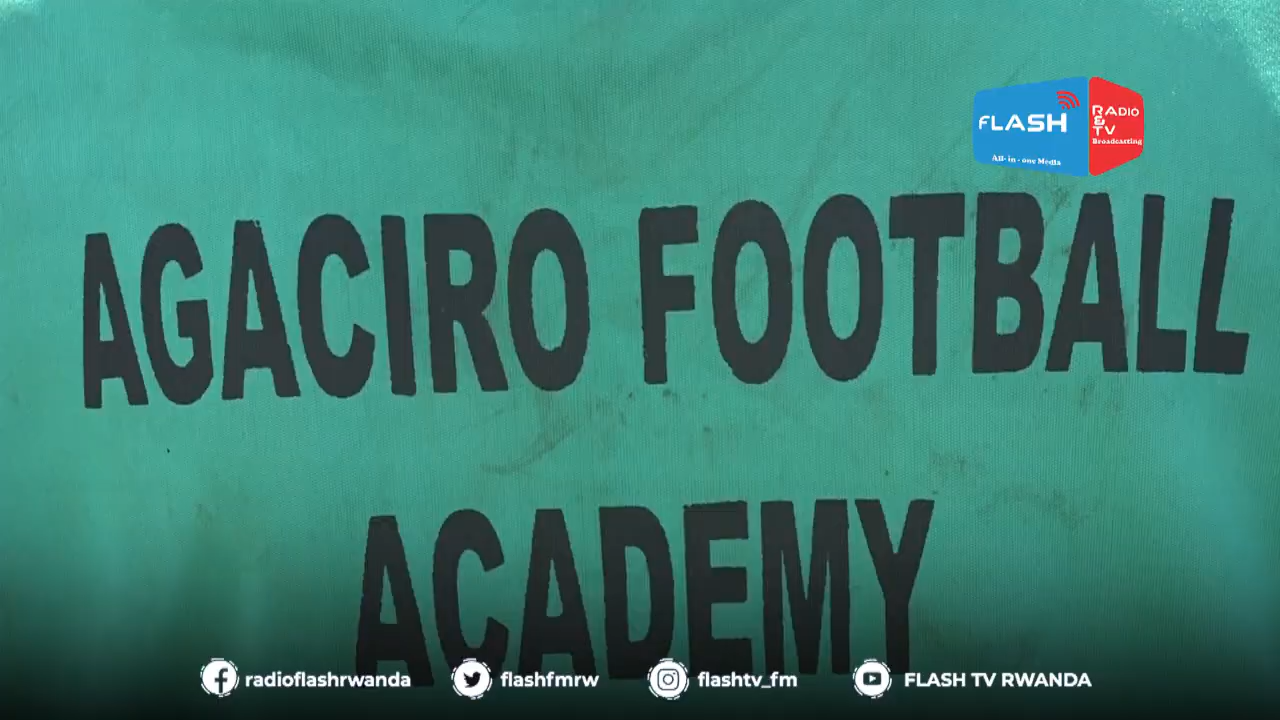 FLASH
RADIO
&
TV
Broadcasting
All- in - one Media
AGACIRO FOOTBALL
ACADEMY
radioflashrwanda flashfmrw flashtv_fm FLASH TV RWANDA